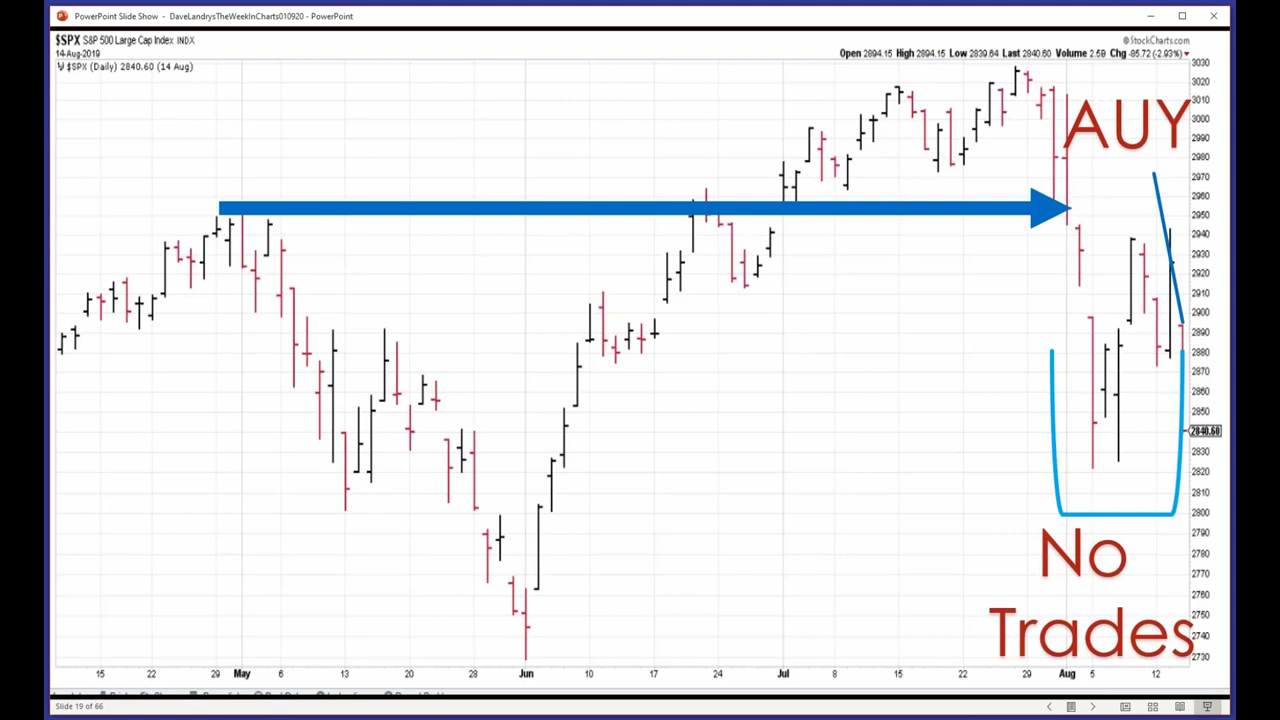 PowerPoint Slide Show - DaveLandrysTheWeekInCharts010920 - PowerPoint
$SPX S&P 500 Large Cap Index INDX
© StockCharts.com
14-Aug-2019
Open 2894.15 High 2894.15 Low 2839.64 Last 2840.60 Volume 2.5B Chg -85.72 (-2.93%)
$SPX (Daily) 2840.60 (14 Aug)
3030
3020
3010
3000
2990
2980
2970
2960
2950
2940
2930
2920
2910
2900
2890
2880
2870
2860
2850
2840.60
2830
2820
2810
2800
2790
2780
2770
2760
2750
2740
2730
AUY
No
Trades
15 22 29 May 6 13 20 28 Jun 10 17 24 Jul 8 15 22 29 Aug 5 12
Slide 19 of 66